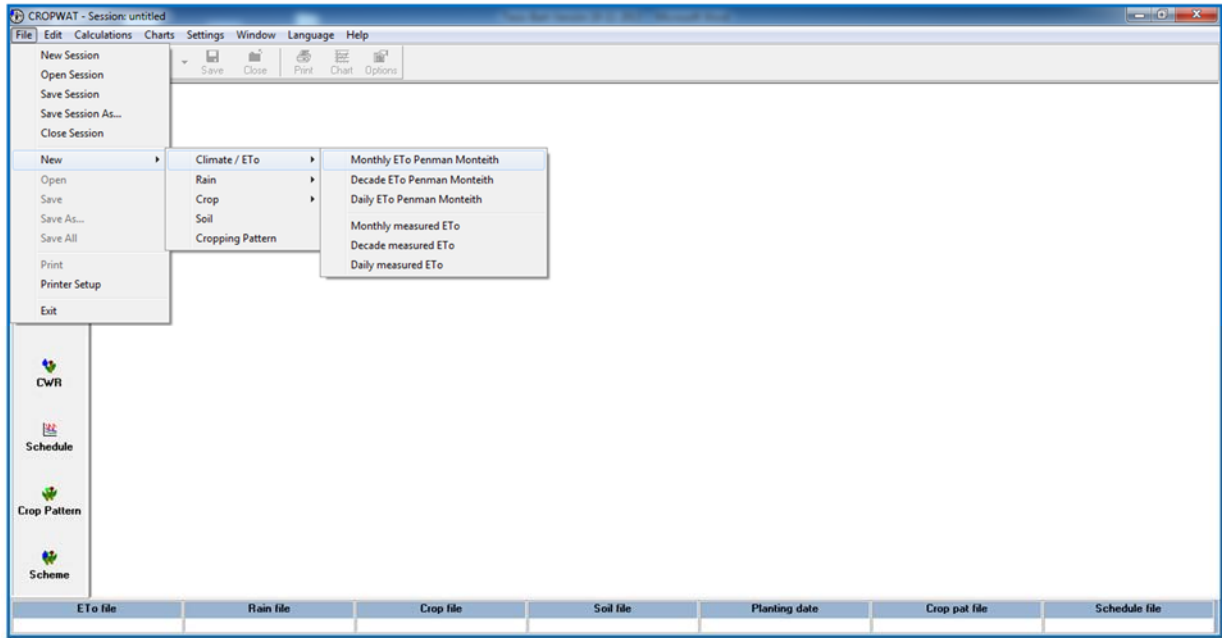 CROPWAT - Session: untitled
File Edit Calculations Charts Settings Window Language Help
Save Close Print Chart Options
New Session
Open Session
Save Session
Save Session As...
Close Session
New
Open
Save
Save As...
Save All
Print
Printer Setup
Exit
Climate / ETo
Rain
Crop
Soil
Cropping Pattern
Monthly ETo Penman Monteith
Decade ETo Penman Monteith
Daily ETo Penman Monteith
Monthly measured ETo
Decade measured ETo
Daily measured ETo
CWR
Schedule
Crop Pattern
Scheme
ETo file Rain file Crop file Soil file Planting date Crop pat file Schedule file